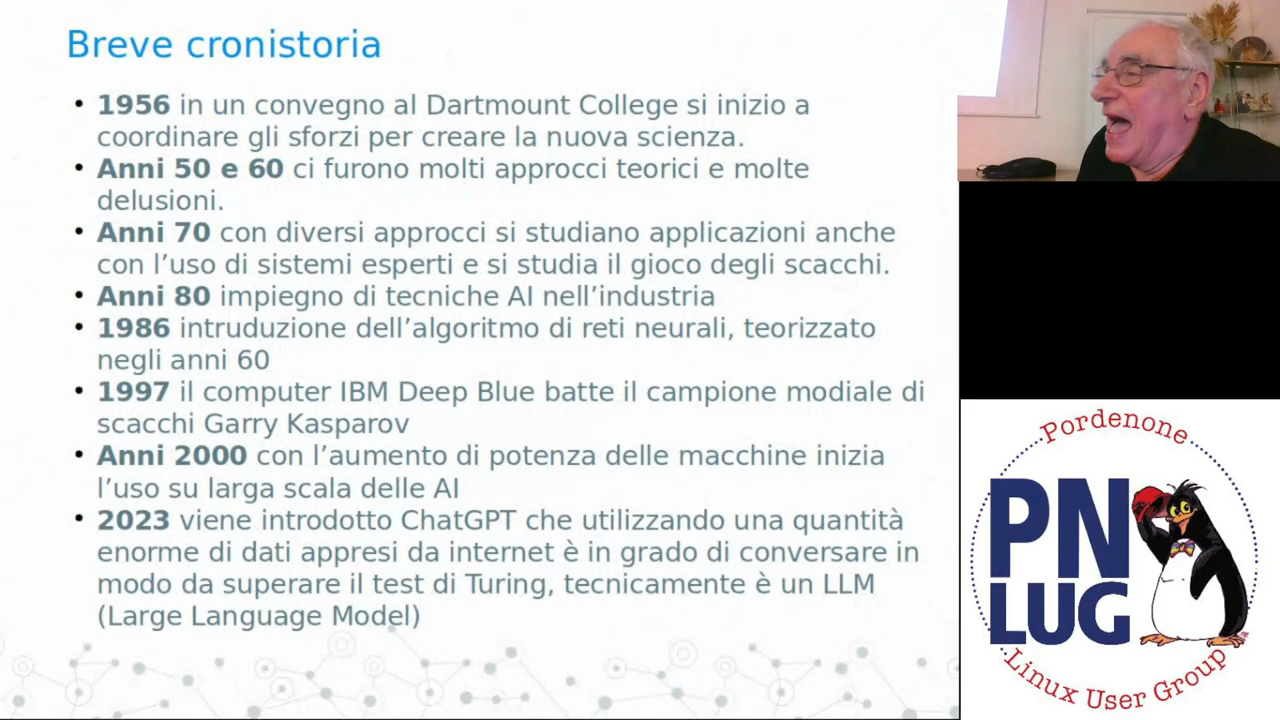 Breve cronistoria
1956 in un convegno al Dartmount College si inizio a
coordinare gli sforzi per creare la nuova scienza.
Anni 50 e 60 ci furono molti approcci teorici e molte
delusioni.
Anni 70 con diversi approcci si studiano applicazioni anche
con l’uso di sistemi esperti e si studia il gioco degli scacchi.
Anni 80 impiegno di tecniche AI nell’industria
1986 intruduzione dell’algoritmo di reti neurali, teorizzato
negli anni 60
1997 il computer IBM Deep Blue batte il campione modiale di
scacchi Garry Kasparov
Anni 2000 con l’aumento di potenza delle macchine inizia
l’uso su larga scala delle AI
2023 viene introdotto ChatGPT che utilizzando una quantità
enorme di dati appresi da internet è in grado di conversare in
modo da superare il test di Turing, tecnicamente è un LLM
(Large Language Model)
Pordenone
PN
LUG
Linux User Group